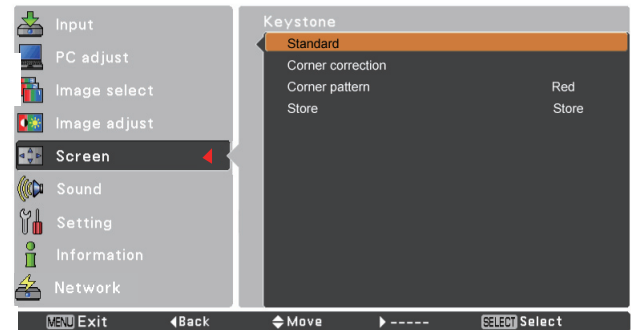 Input
PC adjust
Image select
Image adjust
Screen
Sound
Setting
Information
Network
Keystone
Standard
Corner correction
Corner pattern Red
Store Store
MENU Exit Back Move ----- SELECT Select